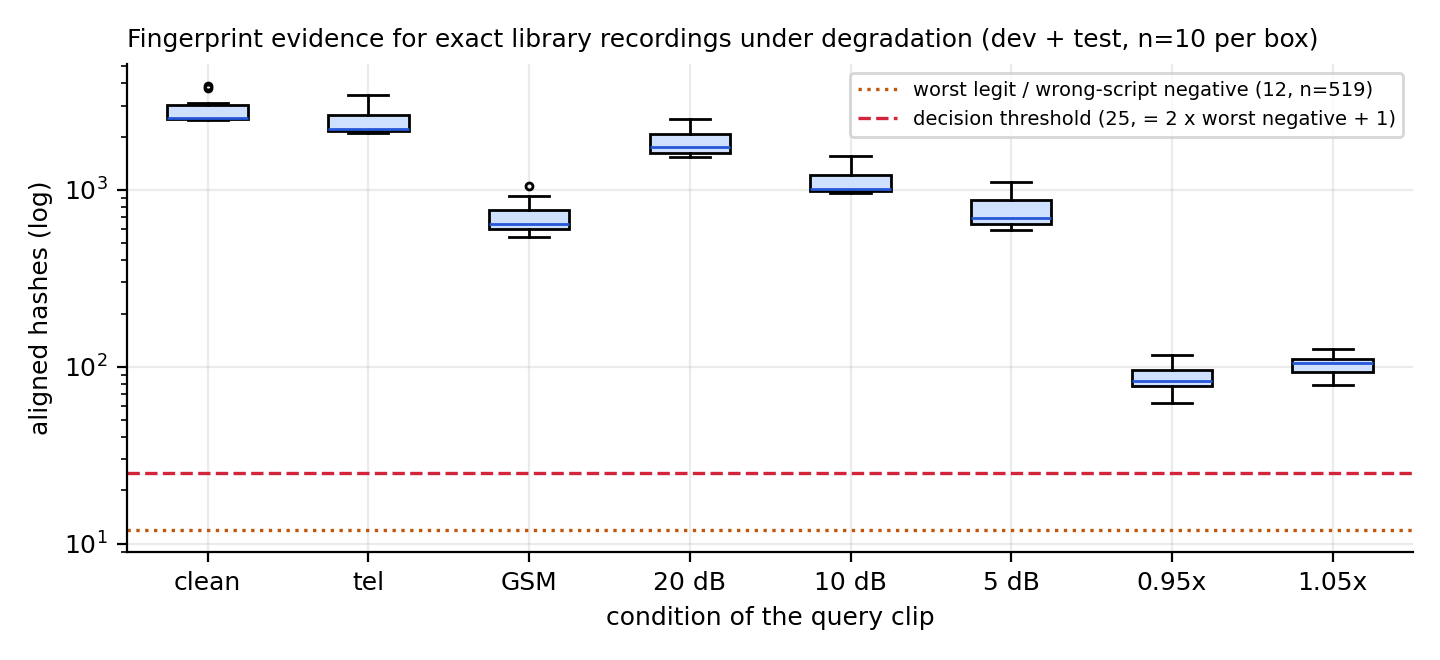 Fingerprint evidence for exact library recordings under degradation (dev + test, n=10 per box)
worst legit / wrong-script negative (12, n=519)
decision threshold (25, = 2 x worst negative + 1)
aligned hashes (log)
10³
10²
10¹
clean tel GSM 20 dB 10 dB 5 dB 0.95x 1.05x
condition of the query clip